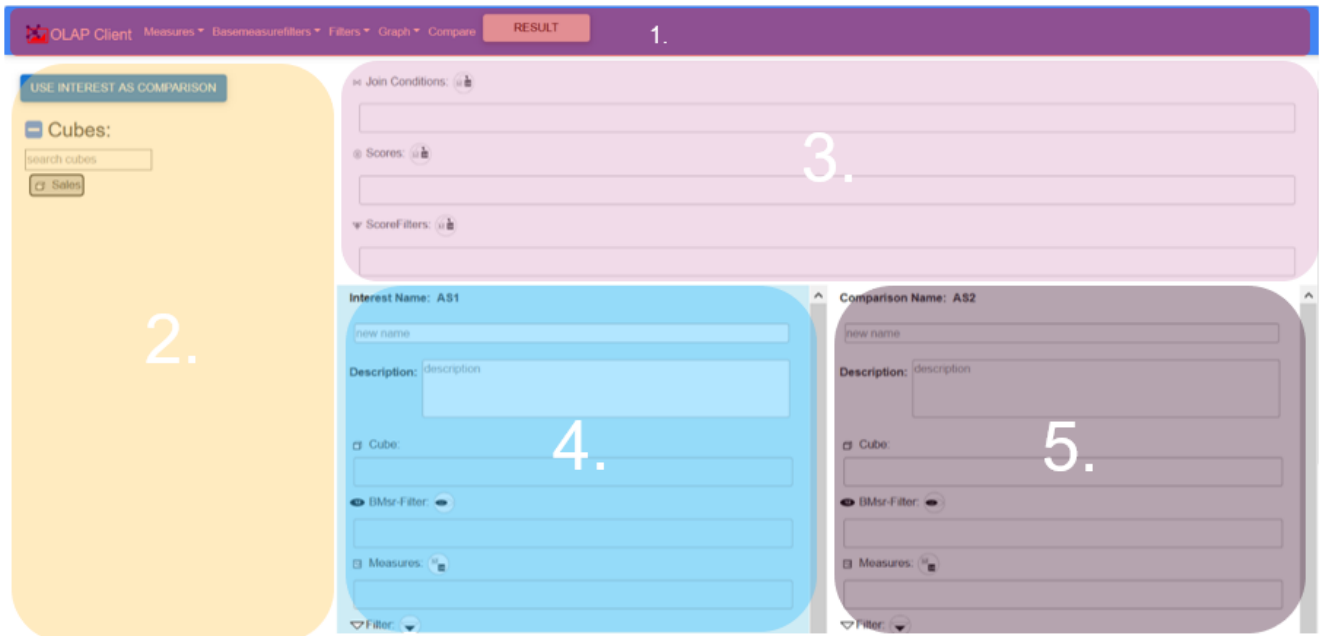 OLAP Client Measures Basemeasurefilters Filters Graph Compare RESULT 1.
USE INTEREST AS COMPARISON
Cubes:
search cubes
Sales
2.
Join Conditions:
Scores:
3.
ScoreFilters:
Interest Name: AS1
new name
Description: description
4.
Cube:
BMsr-Filter:
Measures:
Filter:
Comparison Name: AS2
new name
Description: description
5.
Cube:
BMsr-Filter:
Measures:
Filter: